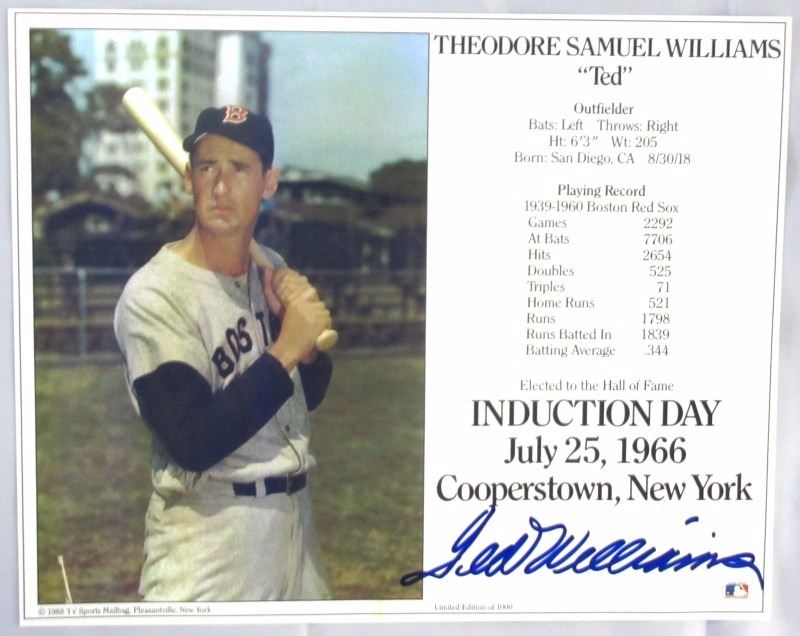 THEODORE SAMUEL WILLIAMS
"Ted"
Outfielder
Bats: Left Throws: Right
Ht: 6'3" Wt: 205
Born: San Diego, CA 8/30/18
Playing Record
1939-1960 Boston Red Sox
Games 2292
At Bats 7706
Hits 2654
Doubles 525
Triples 71
Home Runs 521
Runs 1798
Runs Batted In 1839
Batting Average .344
Elected to the Hall of Fame
INDUCTION DAY
July 25, 1966
Cooperstown, New York
Ted Williams
B
BOST
© 1988 TV Sports Mailbag, Pleasantville, New York
Limited Edition of 1000